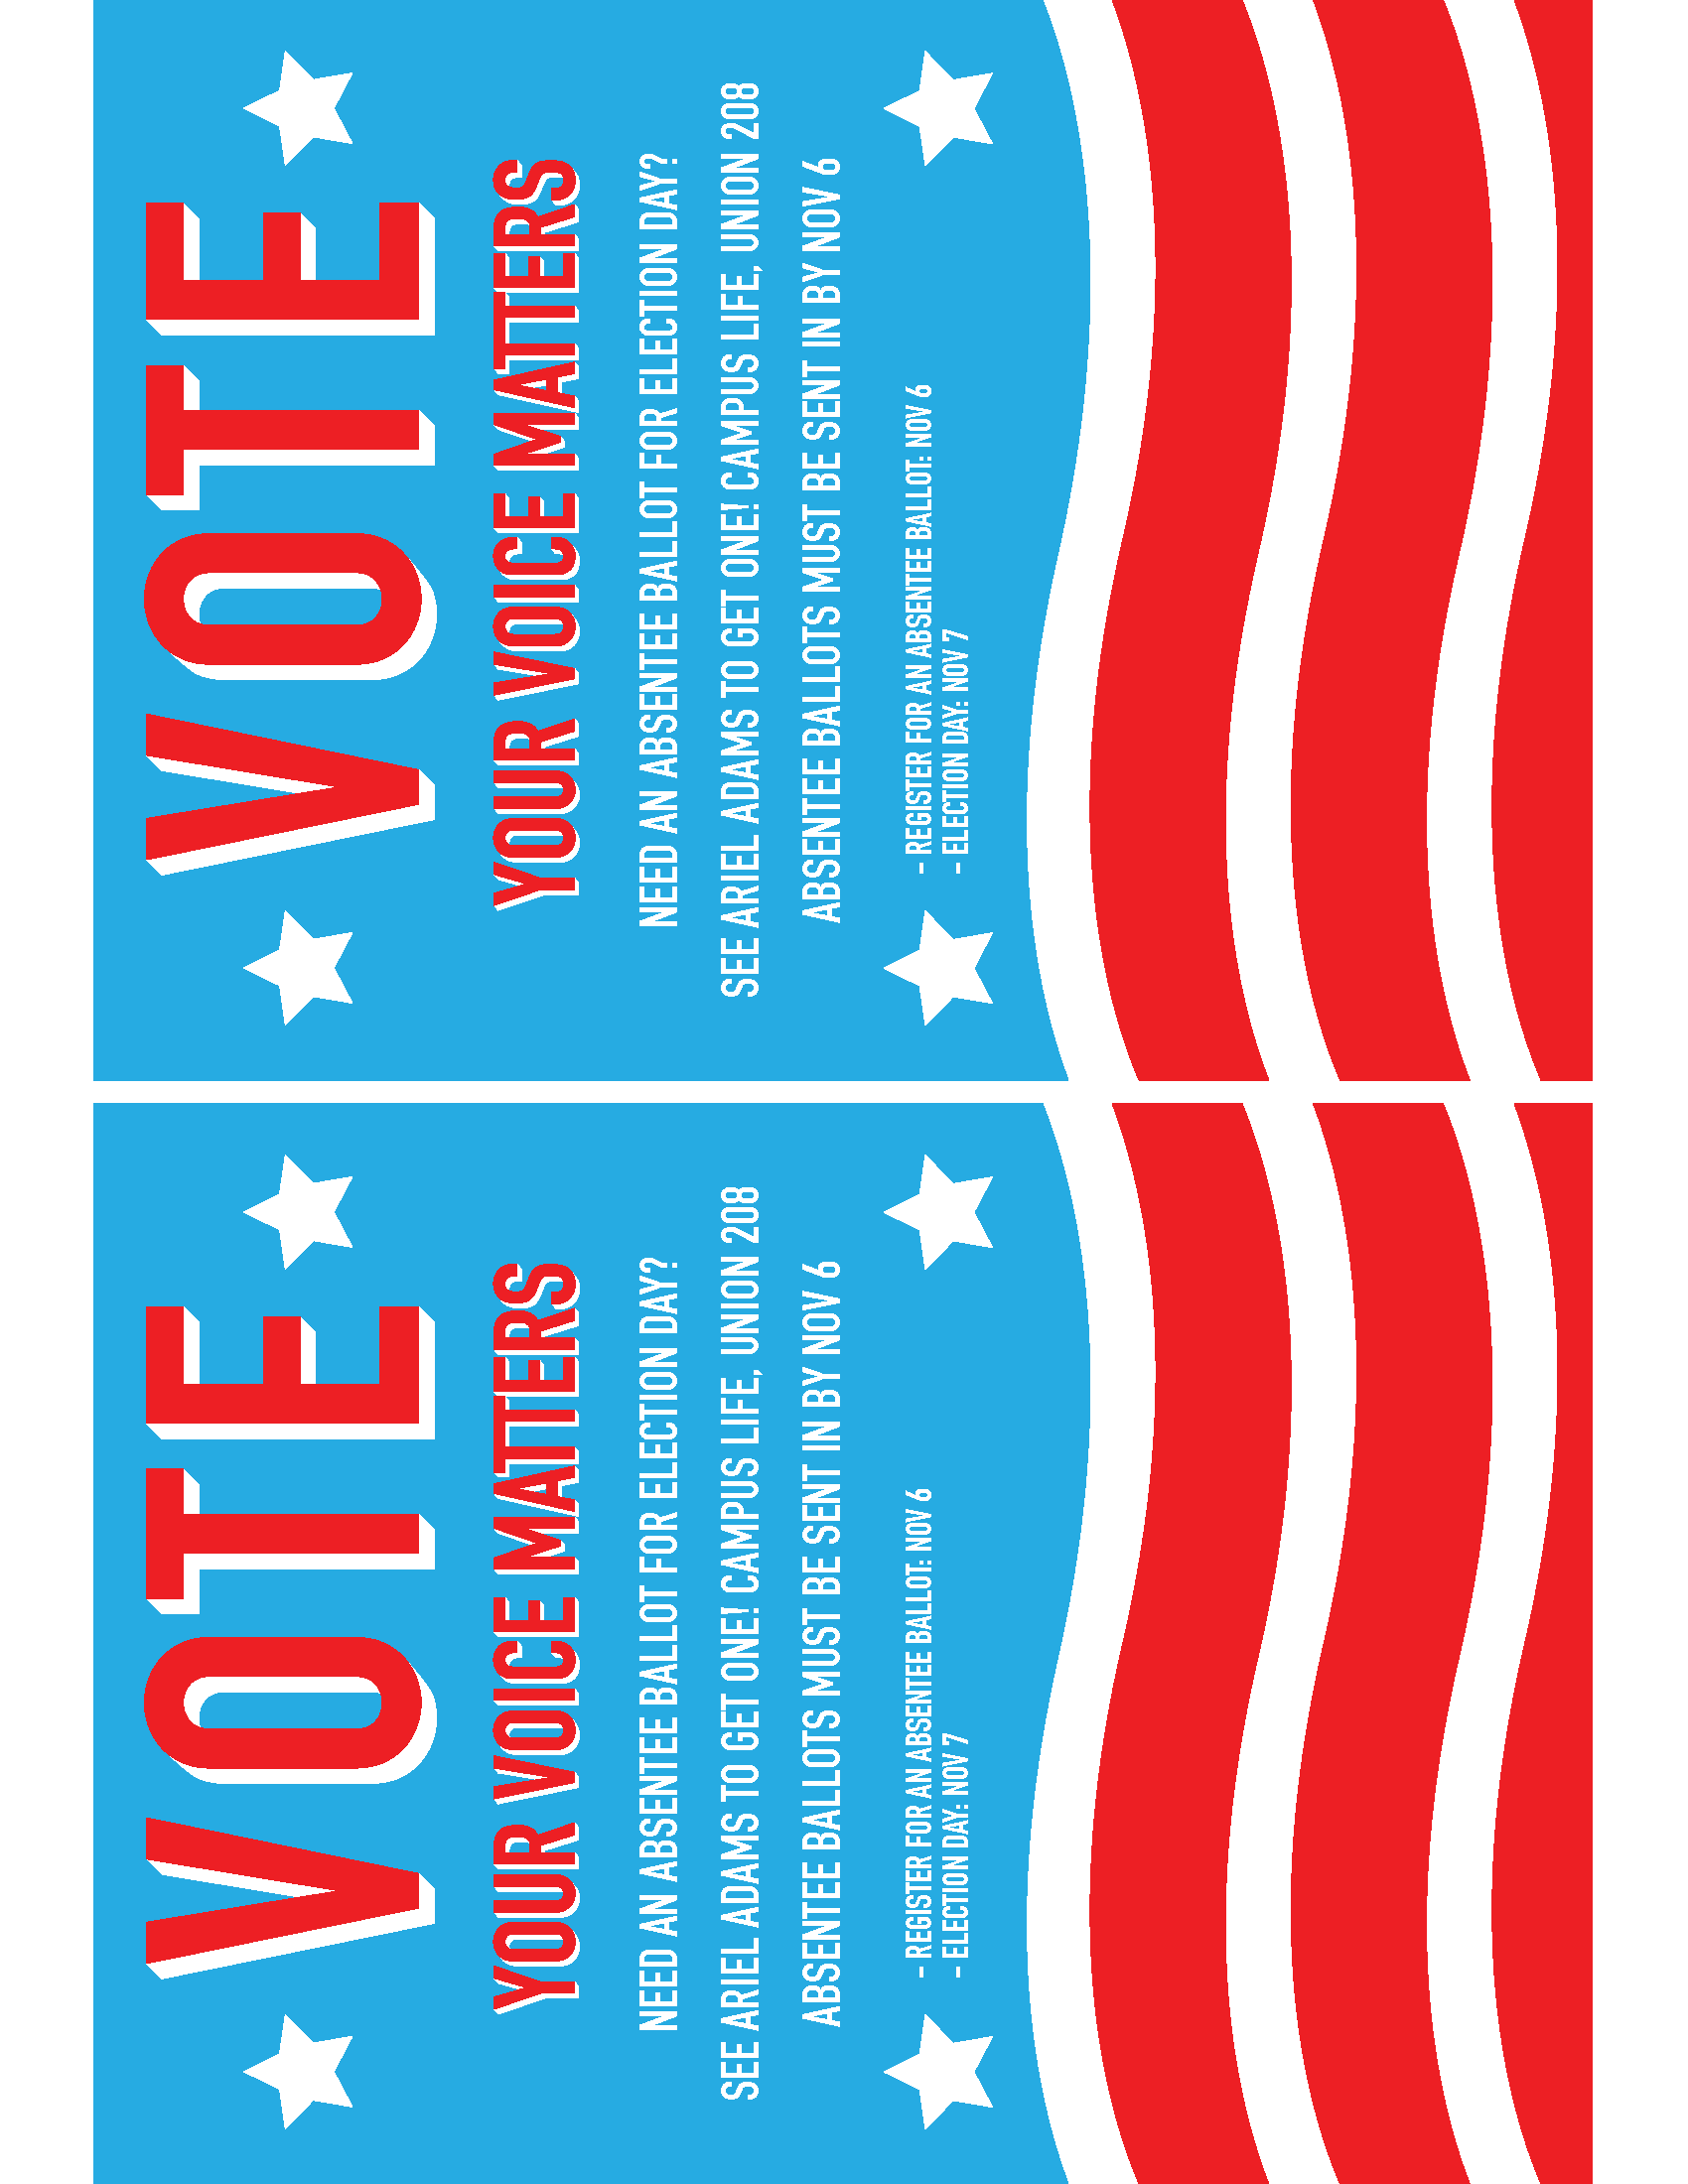 VOTE
YOUR VOICE MATTERS
NEED AN ABSENTEE BALLOT FOR ELECTION DAY?
SEE ARIEL ADAMS TO GET ONE! CAMPUS LIFE, UNION 208
ABSENTEE BALLOTS MUST BE SENT IN BY NOV 6
- REGISTER FOR AN ABSENTEE BALLOT: NOV 6
- ELECTION DAY: NOV 7
VOTE
YOUR VOICE MATTERS
NEED AN ABSENTEE BALLOT FOR ELECTION DAY?
SEE ARIEL ADAMS TO GET ONE! CAMPUS LIFE, UNION 208
ABSENTEE BALLOTS MUST BE SENT IN BY NOV 6
- REGISTER FOR AN ABSENTEE BALLOT: NOV 6
- ELECTION DAY: NOV 7